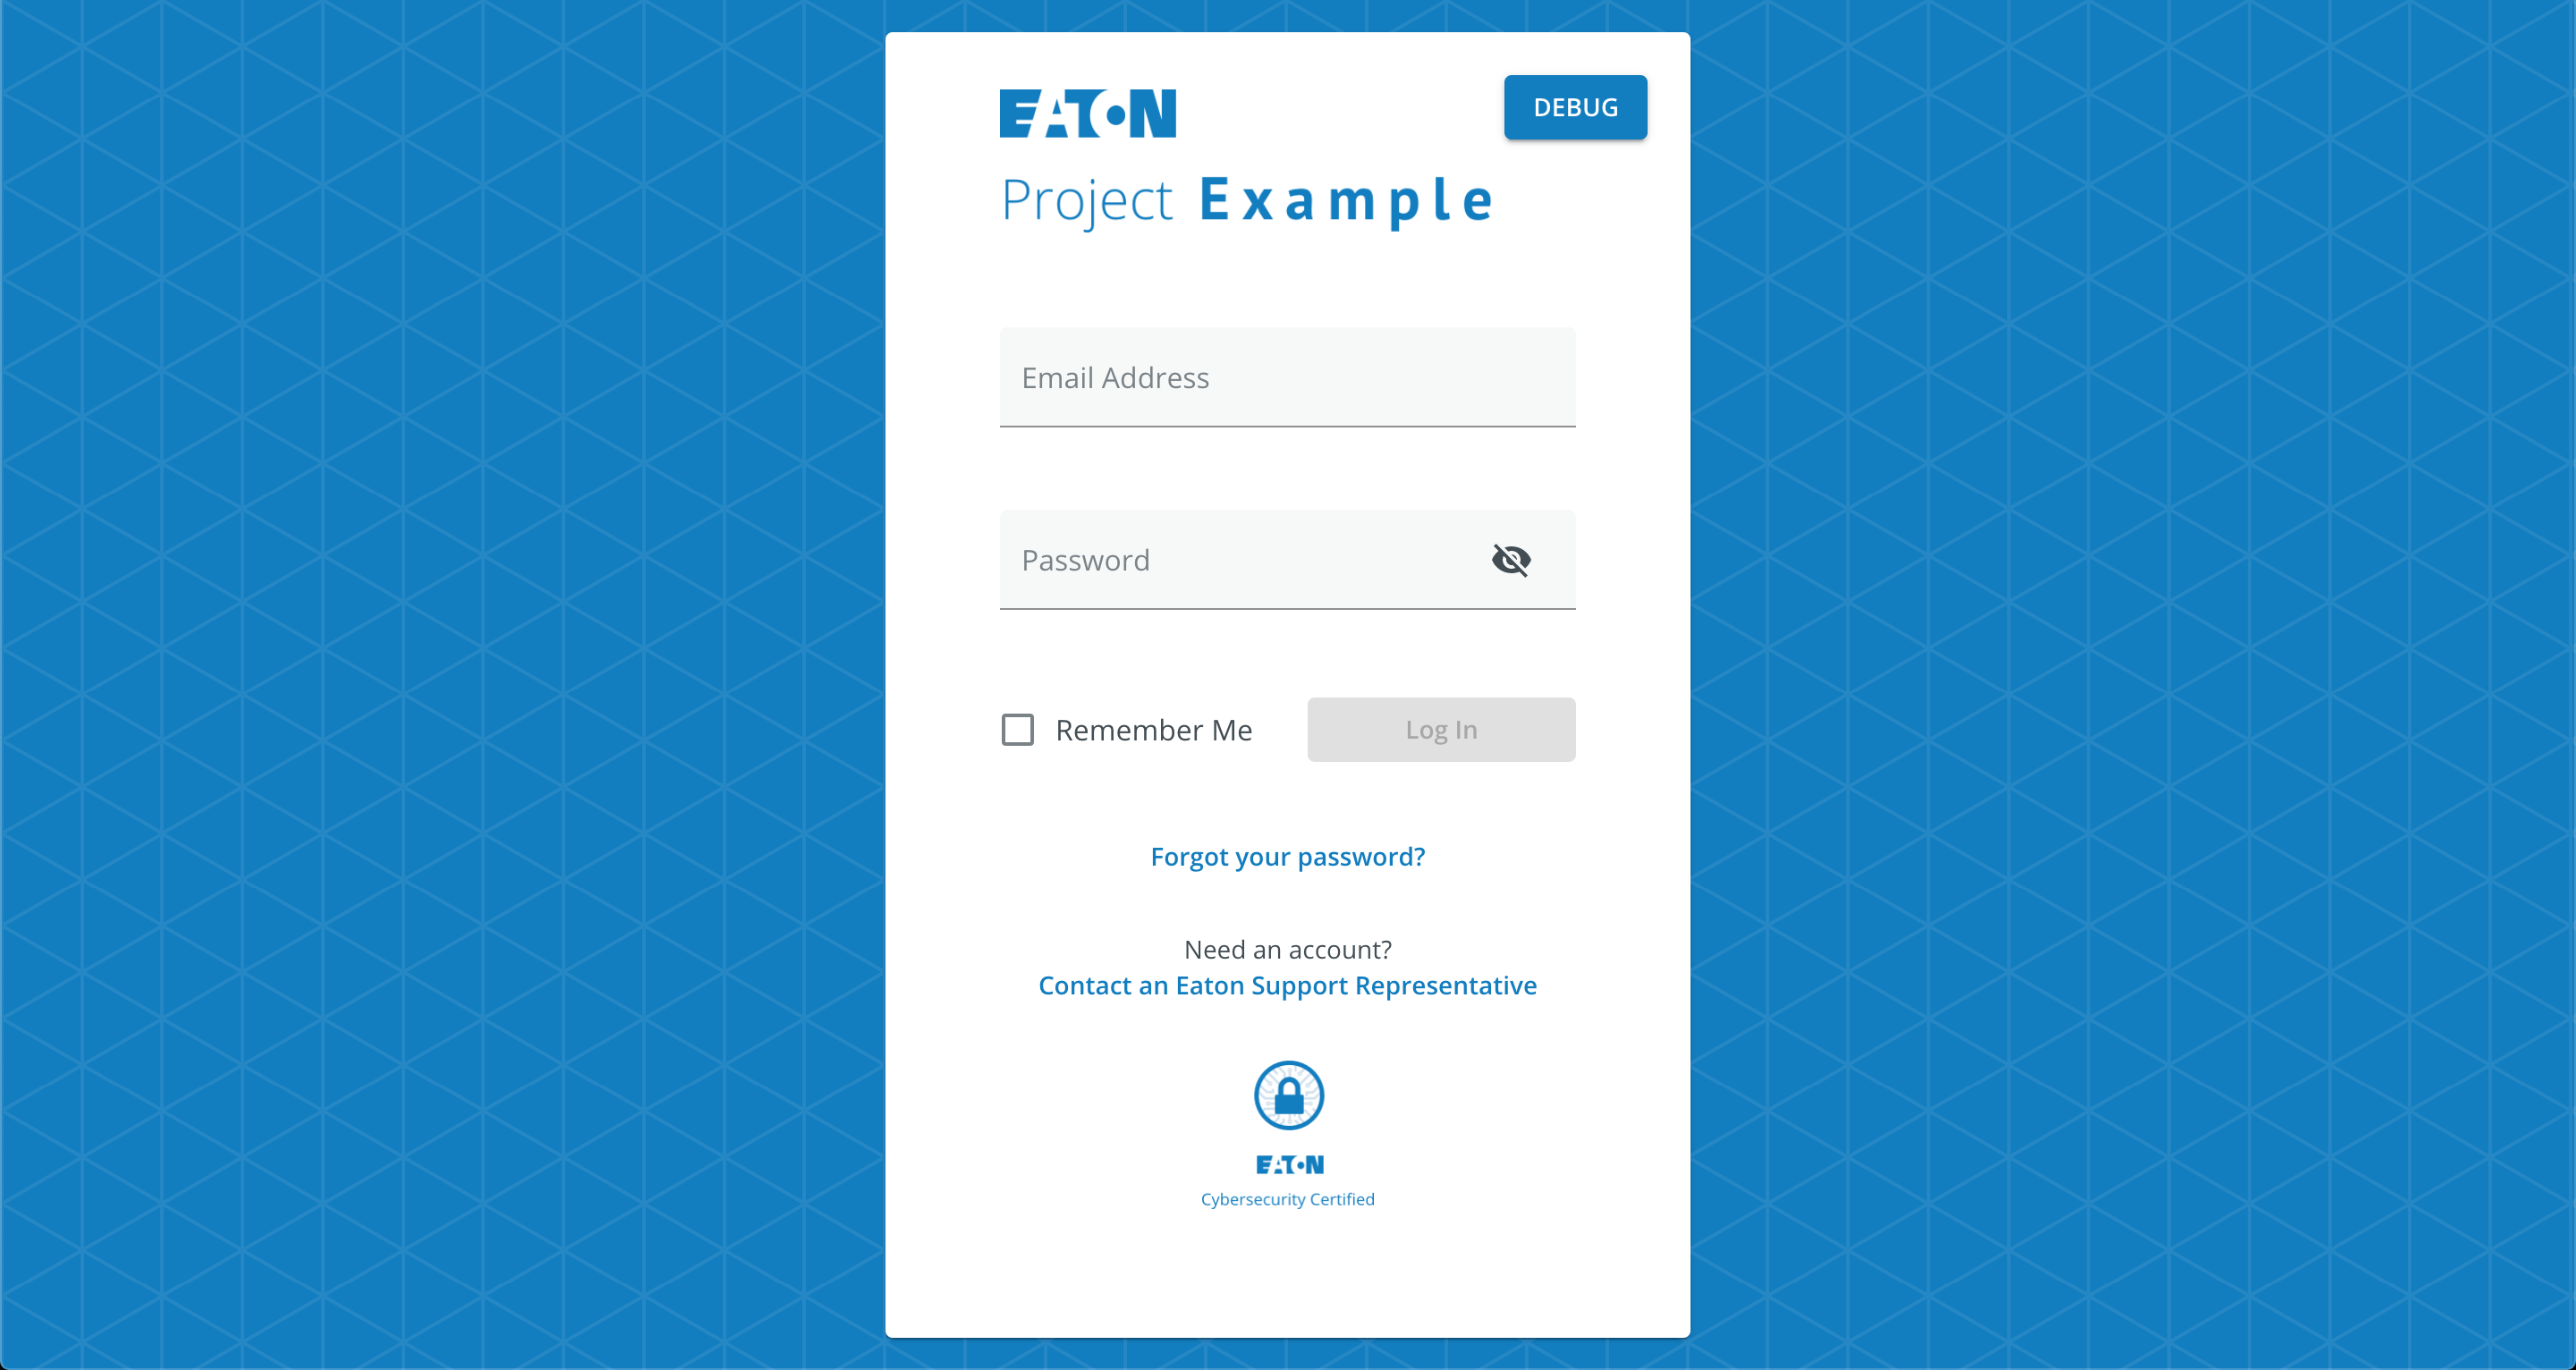 EATON
DEBUG
Project Example
Email Address
Password
Remember Me
Log In
Forgot your password?
Need an account?
Contact an Eaton Support Representative
EATON
Cybersecurity Certified